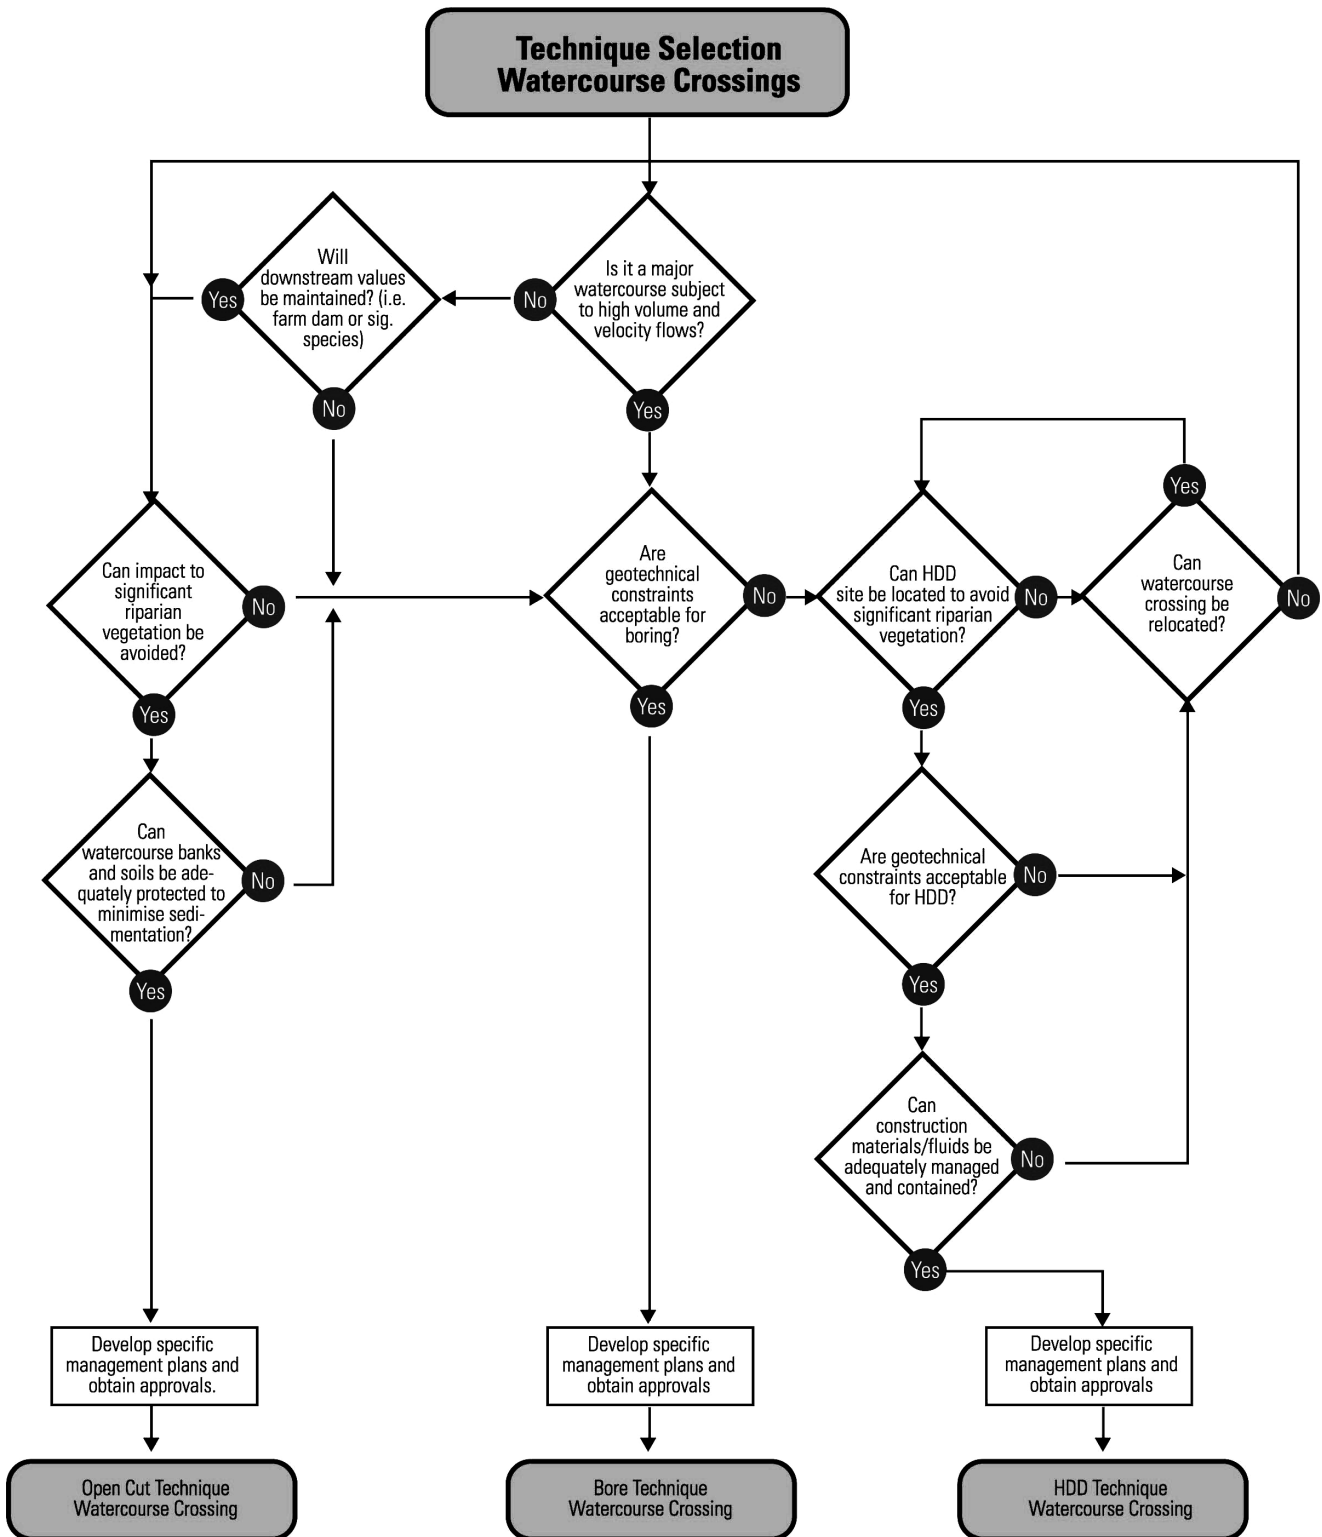 Technique Selection
Watercourse Crossings
Will
downstream values
be maintained? (i.e.
farm dam or sig.
species)
Yes
No
Is it a major
watercourse subject
to high volume and
velocity flows?
No
Yes
Can impact to
significant
riparian
vegetation be
avoided?
No
Yes
Are
geotechnical
constraints
acceptable for
boring?
No
Yes
Can HDD
site be located to avoid
significant riparian
vegetation?
No
Yes
Can
watercourse
crossing be
relocated?
Yes
No
Can
watercourse banks
and soils be ade-
quately protected to
minimise sedi-
mentation?
No
Yes
Are geotechnical
constraints acceptable
for HDD?
No
Yes
Can
construction
materials/fluids be
adequately managed
and contained?
No
Yes
Develop specific
management plans and
obtain approvals.
Develop specific
management plans and
obtain approvals
Develop specific
management plans and
obtain approvals
Open Cut Technique
Watercourse Crossing
Bore Technique
Watercourse Crossing
HDD Technique
Watercourse Crossing